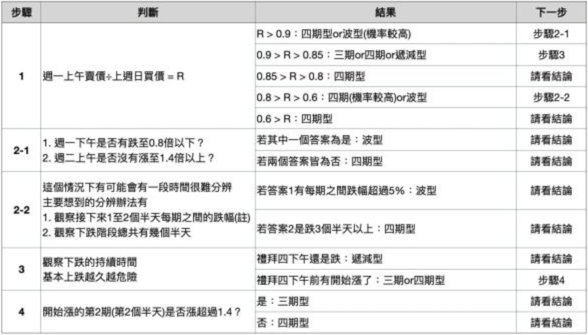 步驟 判斷 結果 下一步
1 週一上午賣價÷上週日買價 = R
R > 0.9：四期型or波型(機率較高) 步驟2-1
0.9 > R > 0.85：三期or四期or遞減型 步驟3
0.85 > R > 0.8：四期型 請看結論
0.8 > R > 0.6：四期(機率較高)or波型 步驟2-2
0.6 > R：四期型 請看結論
2-1
1. 週一下午是否有跌至0.8倍以下？
2. 週二上午是否沒有漲至1.4倍以上？
若其中一個答案為是：波型 請看結論
若兩個答案皆為否：四期型 請看結論
2-2
這個情況下有可能會有一段時間很難分辨
主要想到的分辨辦法有
1. 觀察接下來1至2個半天每期之間的跌幅(註)
2. 觀察下跌階段總共有幾個半天
若答案1有每期之間跌幅超過5%：波型 請看結論
若答案2是跌3個半天以上：四期型 請看結論
3
觀察下跌的持續時間
基本上跌越久越危險
禮拜四下午還是跌：遞減型 請看結論
禮拜四下午前有開始漲了：三期or四期型 步驟4
4 開始漲的第2期(第2個半天)是否漲超過1.4？
是：三期型 請看結論
否：四期型 請看結論